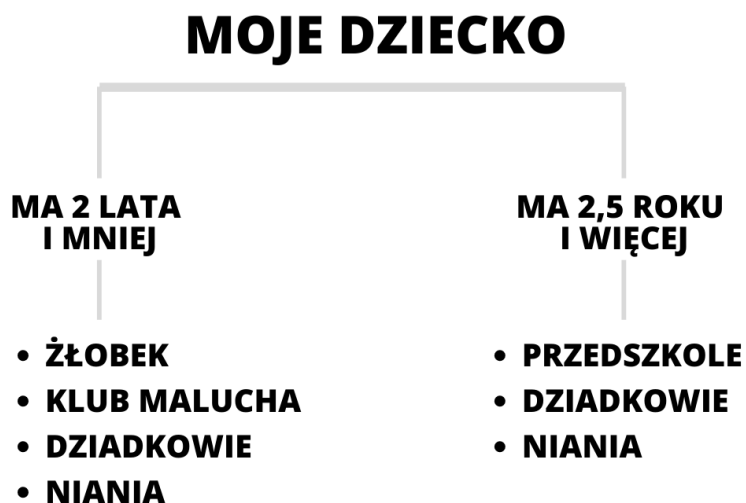 MOJE DZIECKO
MA 2 LATA
I MNIEJ
• ŻŁOBEK
• KLUB MALUCHA
• DZIADKOWIE
• NIANIA
MA 2,5 ROKU
I WIĘCEJ
• PRZEDSZKOLE
• DZIADKOWIE
• NIANIA